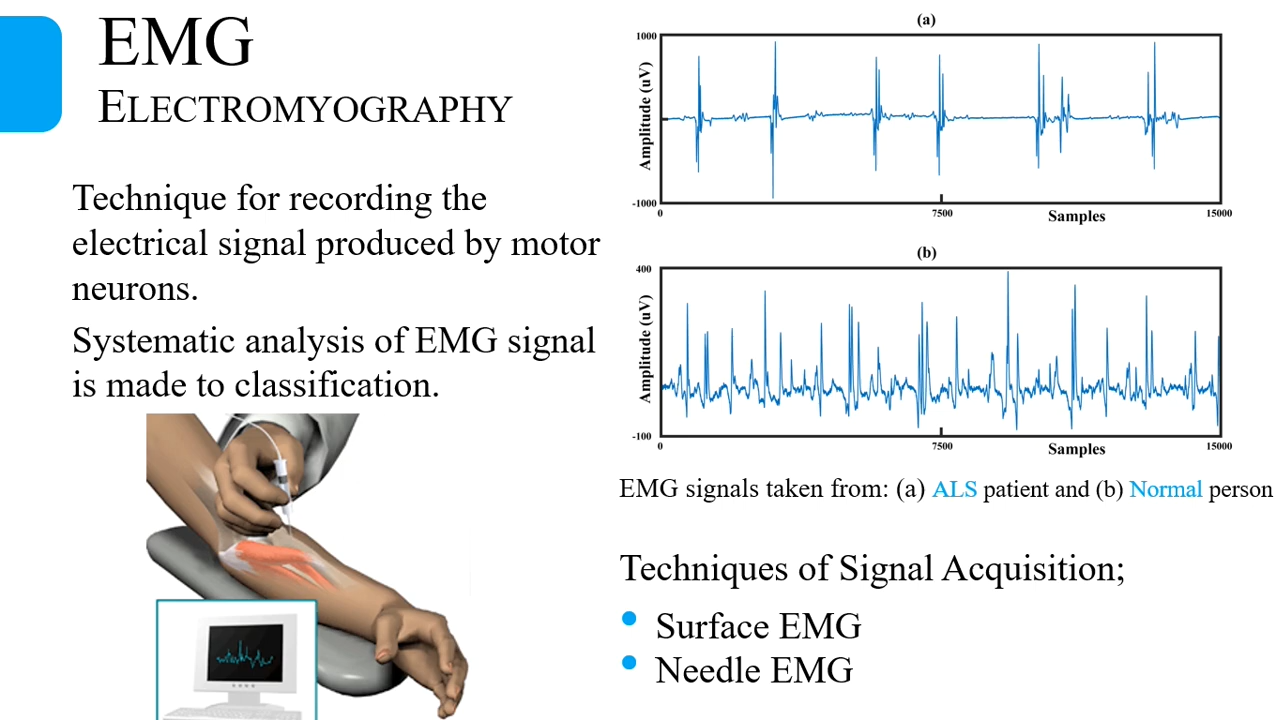 EMG
ELECTROMYOGRAPHY
Technique for recording the
electrical signal produced by motor
neurons.
Systematic analysis of EMG signal
is made to classification.
(a)
1000
Amplitude (uV)
-1000
0
7500
Samples
15000
(b)
400
Amplitude (uV)
-100
0
7500
Samples
15000
EMG signals taken from: (a) ALS patient and (b) Normal person
Techniques of Signal Acquisition;
• Surface EMG
• Needle EMG